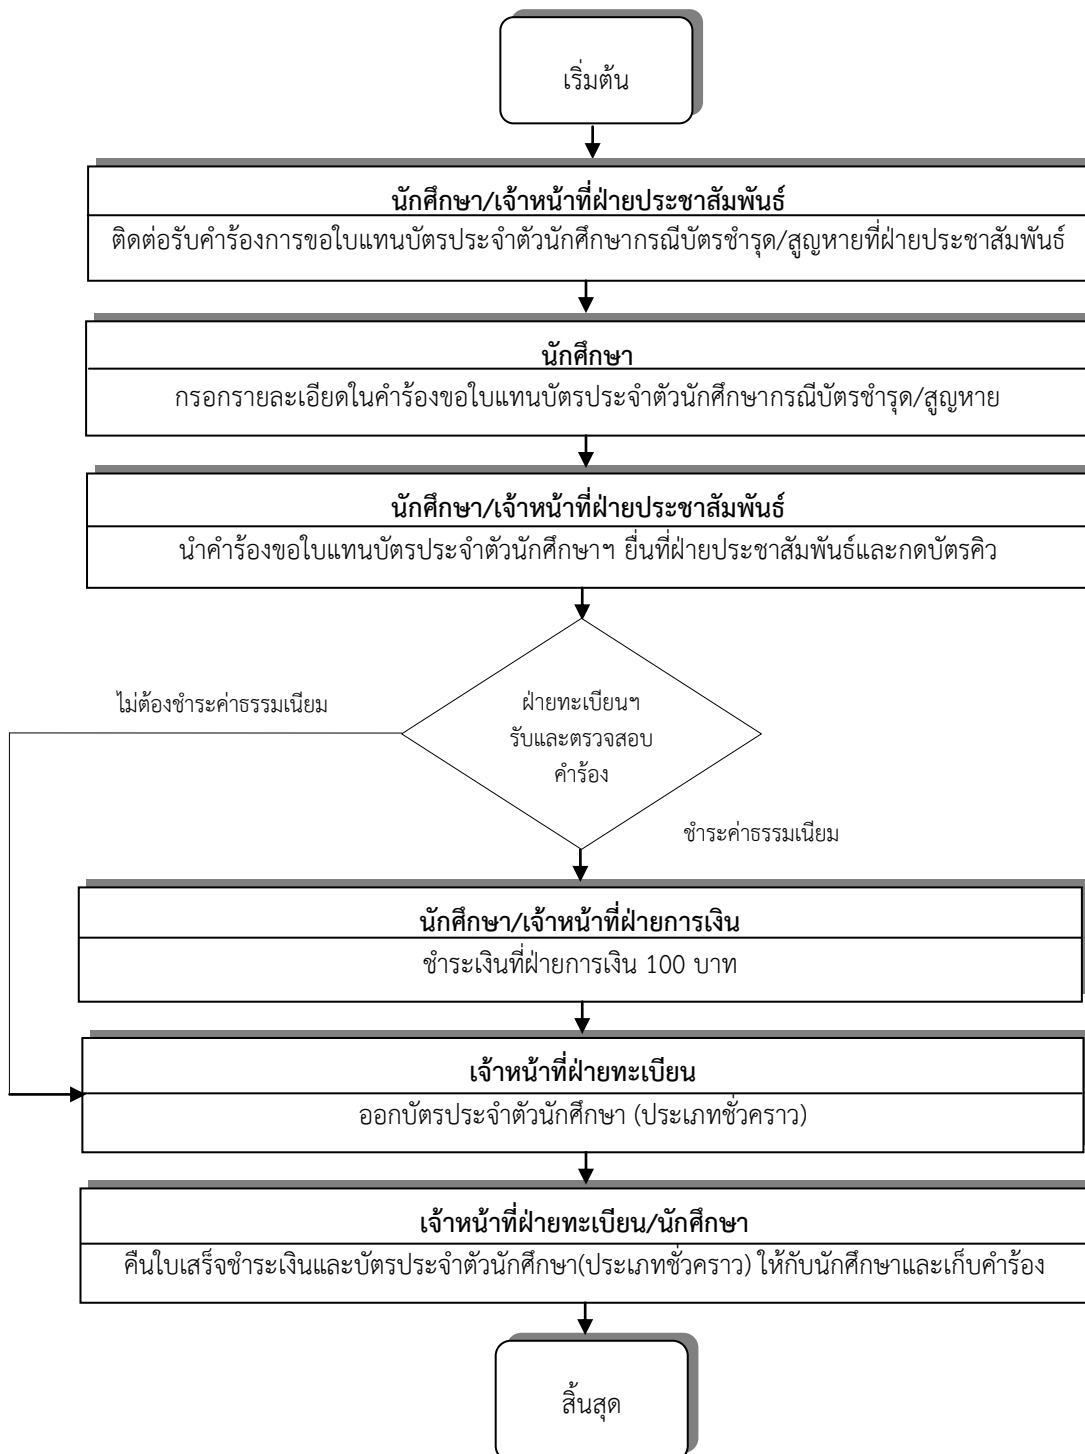 เริ่มต้น
นักศึกษา/เจ้าหน้าที่ฝ่ายประชาสัมพันธ์
ติดต่อรับคำร้องการขอใบแทนบัตรประจำตัวนักศึกษากรณีบัตรชำรุด/สูญหายที่ฝ่ายประชาสัมพันธ์
นักศึกษา
กรอกรายละเอียดในคำร้องขอใบแทนบัตรประจำตัวนักศึกษากรณีบัตรชำรุด/สูญหาย
นักศึกษา/เจ้าหน้าที่ฝ่ายประชาสัมพันธ์
นำคำร้องขอใบแทนบัตรประจำตัวนักศึกษาฯ ยื่นที่ฝ่ายประชาสัมพันธ์และกดบัตรคิว
ไม่ต้องชำระค่าธรรมเนียม
ฝ่ายทะเบียนฯ
รับและตรวจสอบ
คำร้อง
ชำระค่าธรรมเนียม
นักศึกษา/เจ้าหน้าที่ฝ่ายการเงิน
ชำระเงินที่ฝ่ายการเงิน 100 บาท
เจ้าหน้าที่ฝ่ายทะเบียน
ออกบัตรประจำตัวนักศึกษา (ประเภทชั่วคราว)
เจ้าหน้าที่ฝ่ายทะเบียน/นักศึกษา
คืนใบเสร็จชำระเงินและบัตรประจำตัวนักศึกษา(ประเภทชั่วคราว) ให้กับนักศึกษาและเก็บคำร้อง
สิ้นสุด